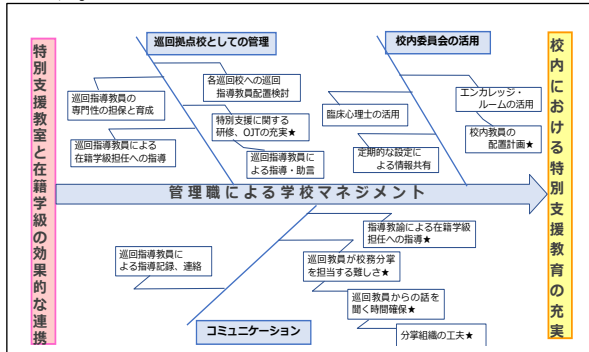 特別支援教室と在籍学級の効果的な連携
巡回拠点校としての管理
各巡回校への巡回
指導教員配置検討
巡回指導教員の
専門性の担保と育成
特別支援に関する
研修、OJTの充実★
巡回指導教員による
在籍学級担任への指導
巡回指導教員に
よる指導・助言
校内委員会の活用
エンカレッジ・
ルームの活用
臨床心理士の活用
校内教員の
配置計画★
定期的な設定に
よる情報共有
管理職による学校マネジメント
指導教諭による在籍学級
担任への指導★
巡回指導教員に
よる指導記録、連絡
巡回教員が校務分掌
を担当する難しさ★
巡回教員からの話を
聞く時間確保★
コミュニケーション
分掌組織の工夫★
校内における特別支援教育の充実